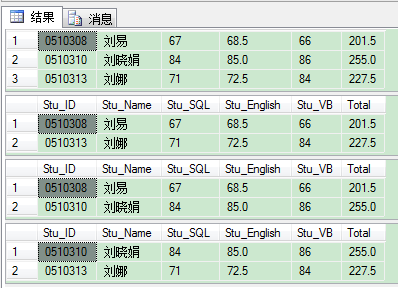 结果 消息
1 0510308 刘易 67 68.5 66 201.5
2 0510310 刘晓娟 84 85.0 86 255.0
3 0510313 刘娜 71 72.5 84 227.5
Stu_ID Stu_Name Stu_SQL Stu_English Stu_VB Total
1 0510308 刘易 67 68.5 66 201.5
2 0510313 刘娜 71 72.5 84 227.5
Stu_ID Stu_Name Stu_SQL Stu_English Stu_VB Total
1 0510308 刘易 67 68.5 66 201.5
2 0510310 刘晓娟 84 85.0 86 255.0
Stu_ID Stu_Name Stu_SQL Stu_English Stu_VB Total
1 0510310 刘晓娟 84 85.0 86 255.0
2 0510313 刘娜 71 72.5 84 227.5